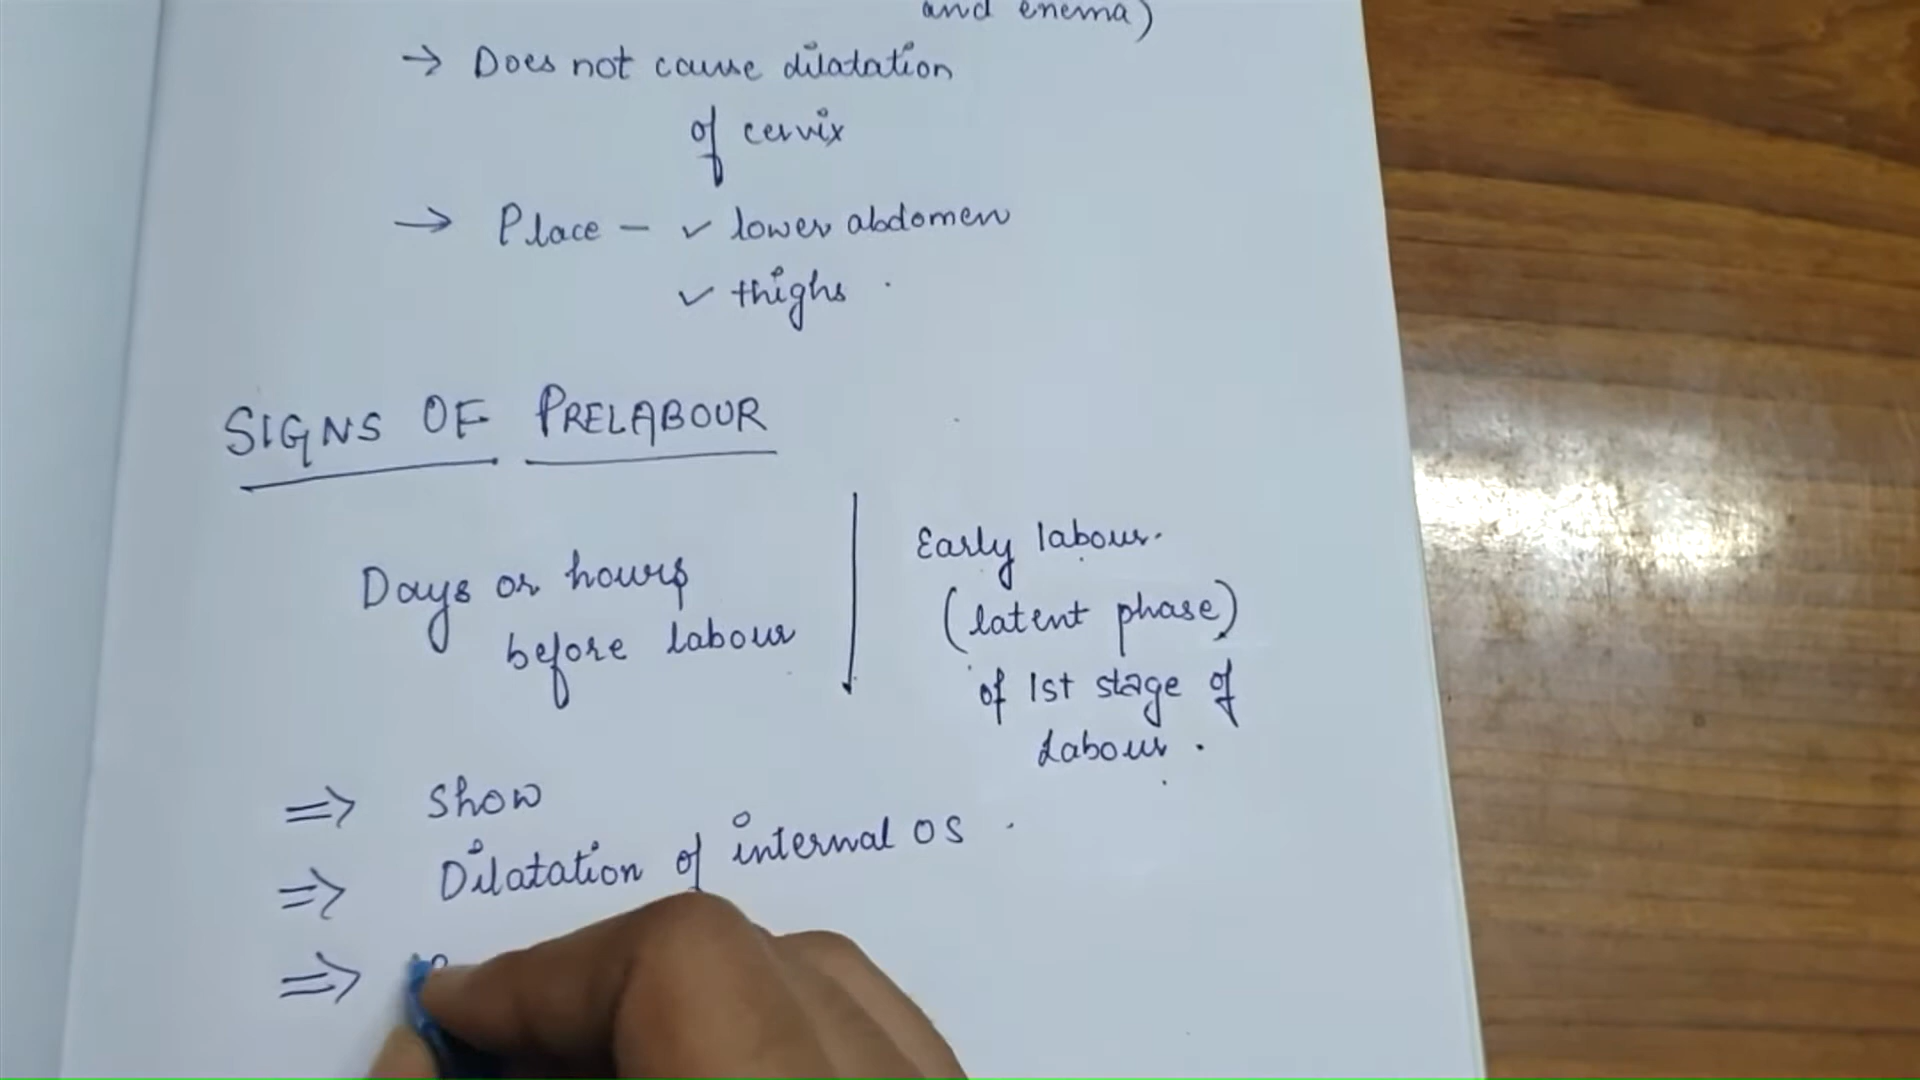 and enema)
→ Does not cause dilatation
of cervix
→ Place - ✓ lower abdomen
✓ thighs.
SIGNS OF PRELABOUR
Days or hours
before labour
Early labour.
(latent phase)
of 1st stage of
Labour.
⇒ Show
⇒ Dilatation of internal OS.
⇒